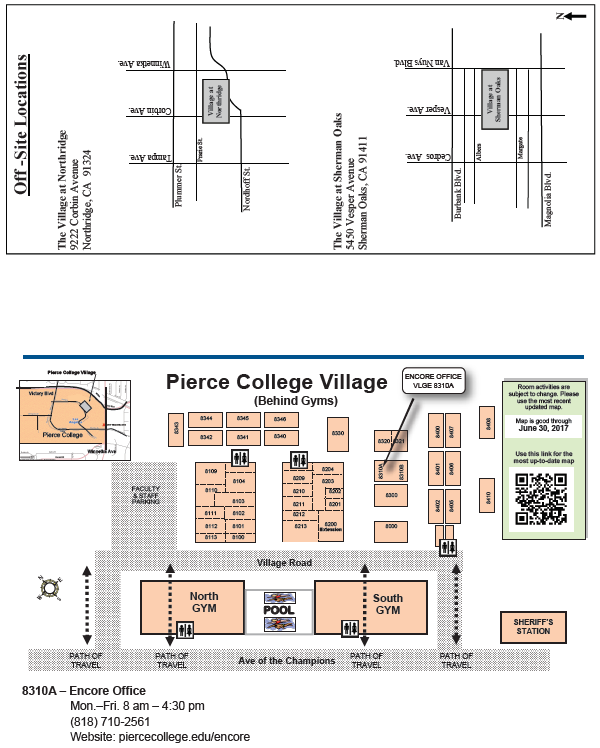 Off -Site Locations
The Village at Northridge
9222 Corbin Avenue
Northridge, CA  91324
Winnetka Ave.
Corbin Ave.
Tampa Ave.
Plummer St.
Prairie St.
Nordhoff St.
Village at
Northridge
The Village at Sherman Oaks
5450 Vesper Avenue
Sherman Oaks, CA 91411
Van Nuys Blvd.
Vesper Ave.
Cedros Ave.
Burbank Blvd.
Albers
Margate
Magnolia Blvd.
Village at
Sherman Oaks
N
Pierce College Village
Victory Blvd
Pierce College
Winnetka Ave
Pierce College Village
(Behind Gyms)
ENCORE OFFICE
VLGE 8310A
Room activities are
subject to change. Please
use the most recent
updated map.
Map is good through
June 30, 2017
Use this link for the
most up-to-date map
8343
8344
8345
8346
8342
8341
8340
8330
8320
8321
8310A
8310B
8300
8000
8400
8407
8408
8401
8406
8402
8405
8410
8109
8104
8110
8103
8111
8102
8112
8101
8113
8100
8204
8209
8203
8210
8202
8211
8201
8212
8213
8200
Extension
FACULTY
& STAFF
PARKING
Village Road
North
GYM
POOL
South
GYM
SHERIFF'S
STATION
PATH OF
TRAVEL
PATH OF
TRAVEL
Ave of the Champions
PATH OF
TRAVEL
PATH OF
TRAVEL
8310A – Encore Office
Mon.–Fri. 8 am – 4:30 pm
(818) 710-2561
Website: piercecollege.edu/encore